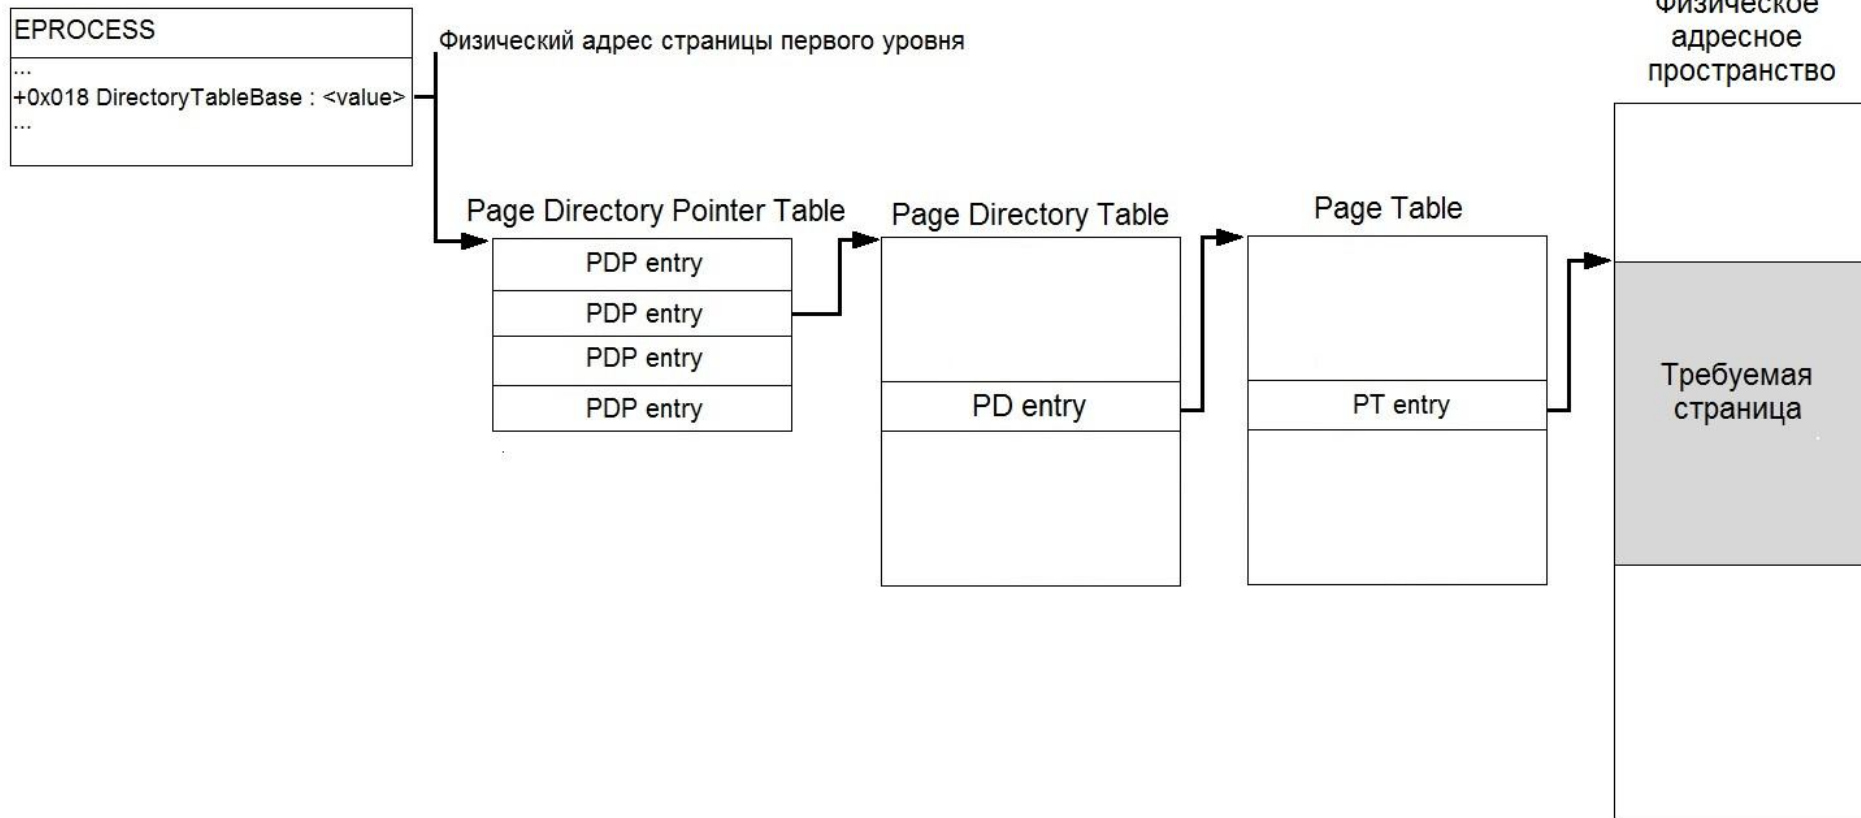 EPROCESS
...
+0x018 DirectoryTableBase : <value>
...
Физический адрес страницы первого уровня
Физическое
адресное
пространство
Page Directory Pointer Table
PDP entry
PDP entry
PDP entry
PDP entry
Page Directory Table
PD entry
Page Table
PT entry
Требуемая
страница